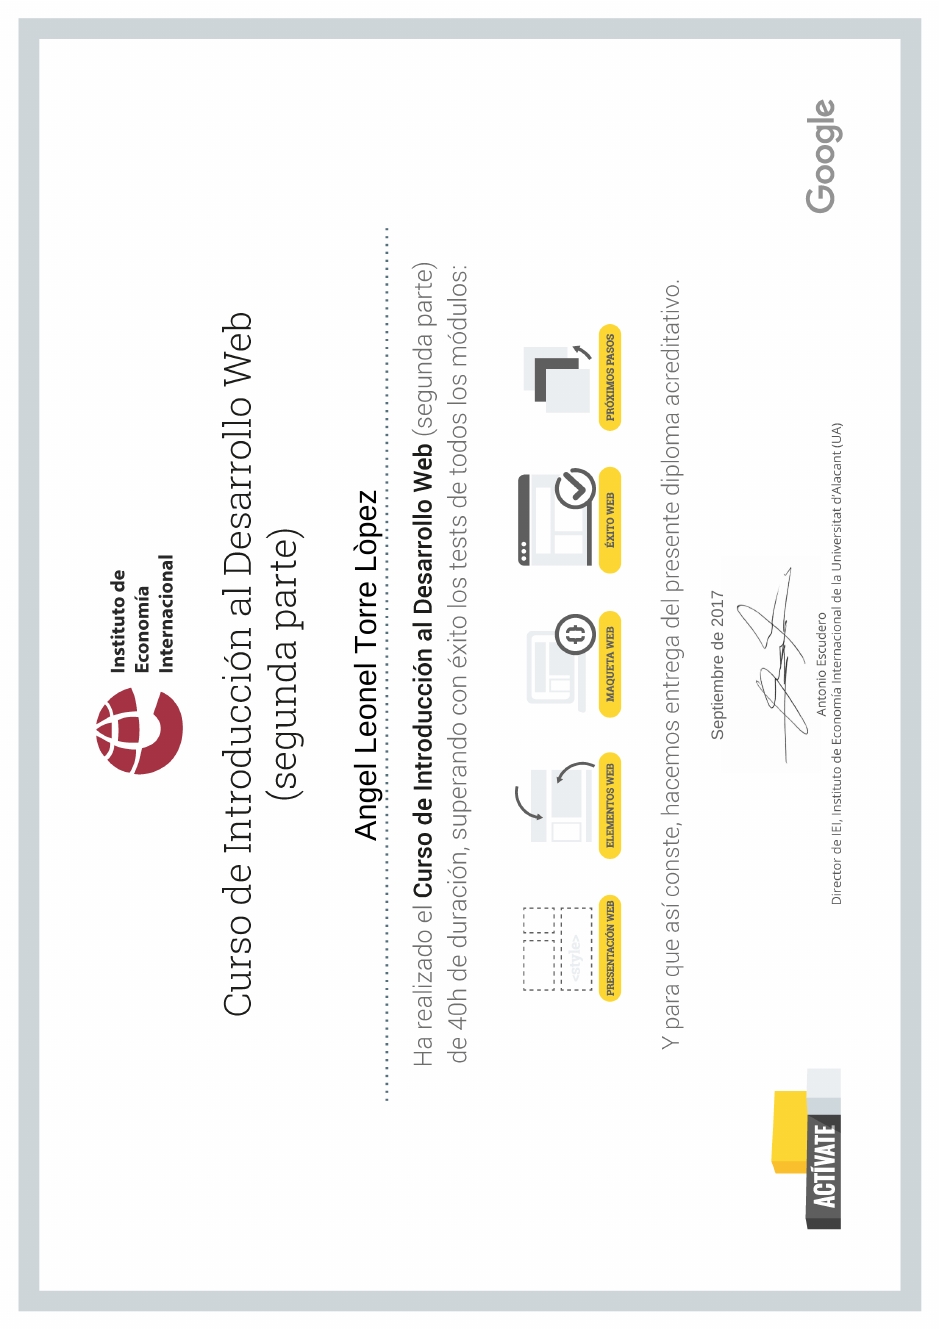 Instituto de
Economía
Internacional
Curso de Introducción al Desarrollo Web
(segunda parte)
Angel Leonel Torre Lòpez
Ha realizado el Curso de Introducción al Desarrollo Web (segunda parte)
de 40h de duración, superando con éxito los tests de todos los módulos:
<style>
PRESENTACIÓN WEB
ELEMENTOS WEB
{}
MAQUETA WEB
ÉXITO WEB
PRÓXIMOS PASOS
Y para que así conste, hacemos entrega del presente diploma acreditativo.
Septiembre de 2017
Antonio Escudero
Director de IEI, Instituto de Economía Internacional de la Universitat d'Alacant (UA)
ACTÍVATE
Google